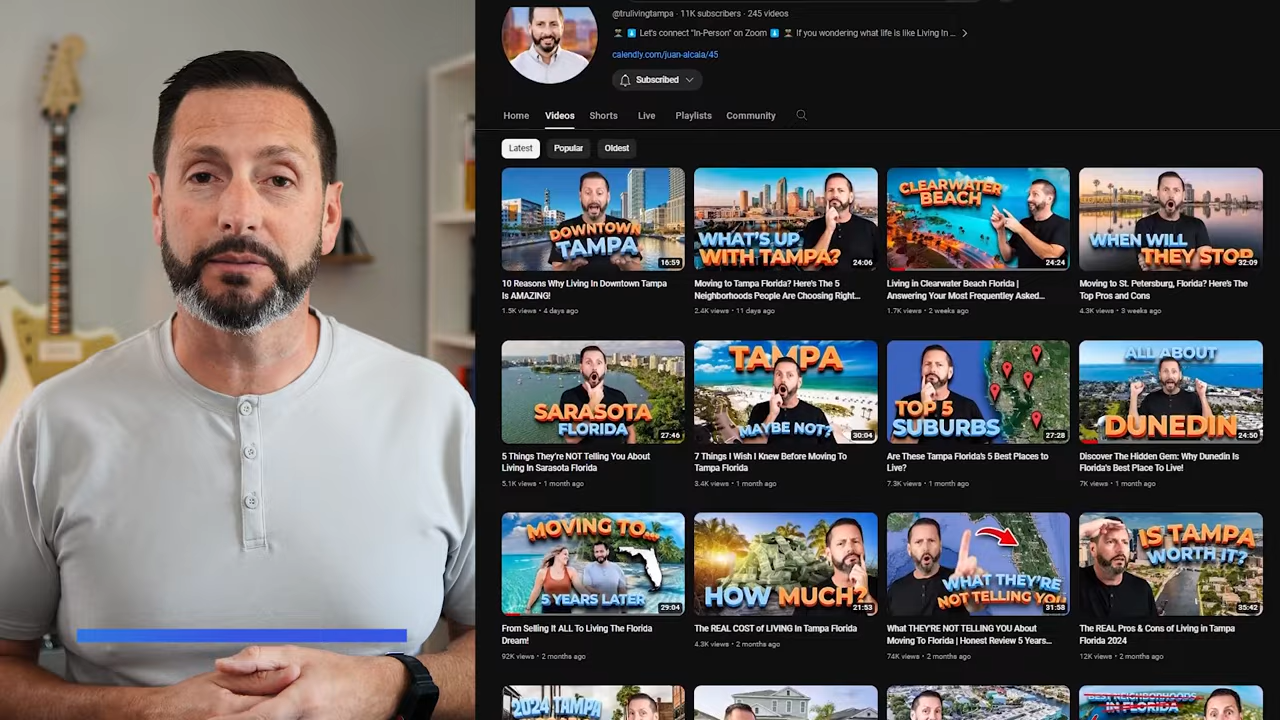 @trulivingtampa · 11K subscribers · 245 videos
⌛ ⬇️ Let's connect "In-Person" on Zoom ⬇️ ⌛ If you wondering what life is like Living In ...
calendly.com/juan-alcala/45
Subscribed
Home Videos Shorts Live Playlists Community
Latest Popular Oldest
DOWNTOWN
TAMPA
16:59
10 Reasons Why Living In Downtown Tampa
Is AMAZING!
1.5K views · 4 days ago
WHAT'S UP
WITH TAMPA?
24:06
Moving to Tampa Florida? Here's The 5
Neighborhoods People Are Choosing Right...
2.4K views · 11 days ago
CLEARWATER
BEACH
24:24
Living in Clearwater Beach Florida |
Answering Your Most Frequentley Asked...
1.7K views · 2 weeks ago
WHEN WILL
THEY STOP
32:09
Moving to St. Petersburg, Florida? Here's The
Top Pros and Cons
4.3K views · 3 weeks ago
SARASOTA
FLORIDA
27:46
5 Things They're NOT Telling You About
Living In Sarasota Florida
5.1K views · 1 month ago
TAMPA
MAYBE NOT?
30:04
7 Things I Wish I Knew Before Moving To
Tampa Florida
3.4K views · 1 month ago
TOP 5
SUBURBS
27:28
Are These Tampa Florida's 5 Best Places to
Live?
7.3K views · 1 month ago
ALL ABOUT
DUNEDIN
24:50
Discover The Hidden Gem: Why Dunedin Is
Florida's Best Place To Live!
7K views · 1 month ago
MOVING TO...
5 YEARS LATER
29:04
From Selling It ALL To Living The Florida
Dream!
92K views · 2 months ago
HOW MUCH?
21:53
The REAL COST of LIVING In Tampa Florida
4.3K views · 2 months ago
WHAT THEY'RE
NOT TELLING YOU
31:58
What THEY'RE NOT TELLING YOU About
Moving To Florida | Honest Review 5 Years...
74K views · 2 months ago
IS TAMPA
WORTH IT?
35:42
The REAL Pros & Cons of Living in Tampa
Florida 2024
12K views · 2 months ago
2024 TAMPA
BEST NEIGHBORHOODS
IN FLORIDA